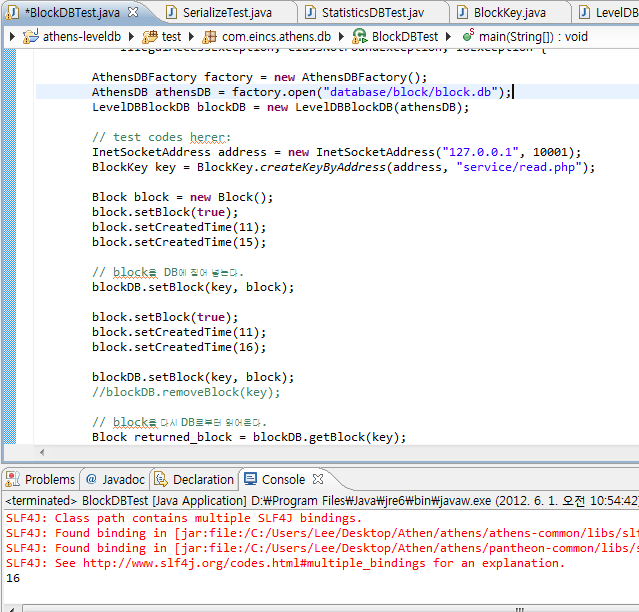 *BlockDBTest.java SerializeTest.java StatisticsDBTest.jav BlockKey.java LevelDB
athens-leveldb test com.eincs.athens.db BlockDBTest main(String[]) : void
IllegalAccessException, ClassNotFoundException, IOException {
AthensDBFactory factory = new AthensDBFactory();
AthensDB athensDB = factory.open("database/block/block.db");
LevelDBBlockDB blockDB = new LevelDBBlockDB(athensDB);
// test codes herer:
InetSocketAddress address = new InetSocketAddress("127.0.0.1", 10001);
BlockKey key = BlockKey.createKeyByAddress(address, "service/read.php");
Block block = new Block();
block.setBlock(true);
block.setCreatedTime(11);
block.setCreatedTime(15);
// block을 DB에 집어 넣는다.
blockDB.setBlock(key, block);
block.setBlock(true);
block.setCreatedTime(11);
block.setCreatedTime(16);
blockDB.setBlock(key, block);
//blockDB.removeBlock(key);
// block을 다시 DB로부터 읽어온다.
Block returned_block = blockDB.getBlock(key);
Problems @ Javadoc Declaration Console
<terminated> BlockDBTest [Java Application] D:₩Program Files₩Java₩jre6₩bin₩javaw.exe (2012. 6. 1. 오전 10:54:42)
SLF4J: Class path contains multiple SLF4J bindings.
SLF4J: Found binding in [jar:file:/C:/Users/Lee/Desktop/Athen/athens/athens-common/libs/slf
SLF4J: Found binding in [jar:file:/C:/Users/Lee/Desktop/Athen/athens/pantheon-common/libs/s
SLF4J: See http://www.slf4j.org/codes.html#multiple_bindings for an explanation.
16